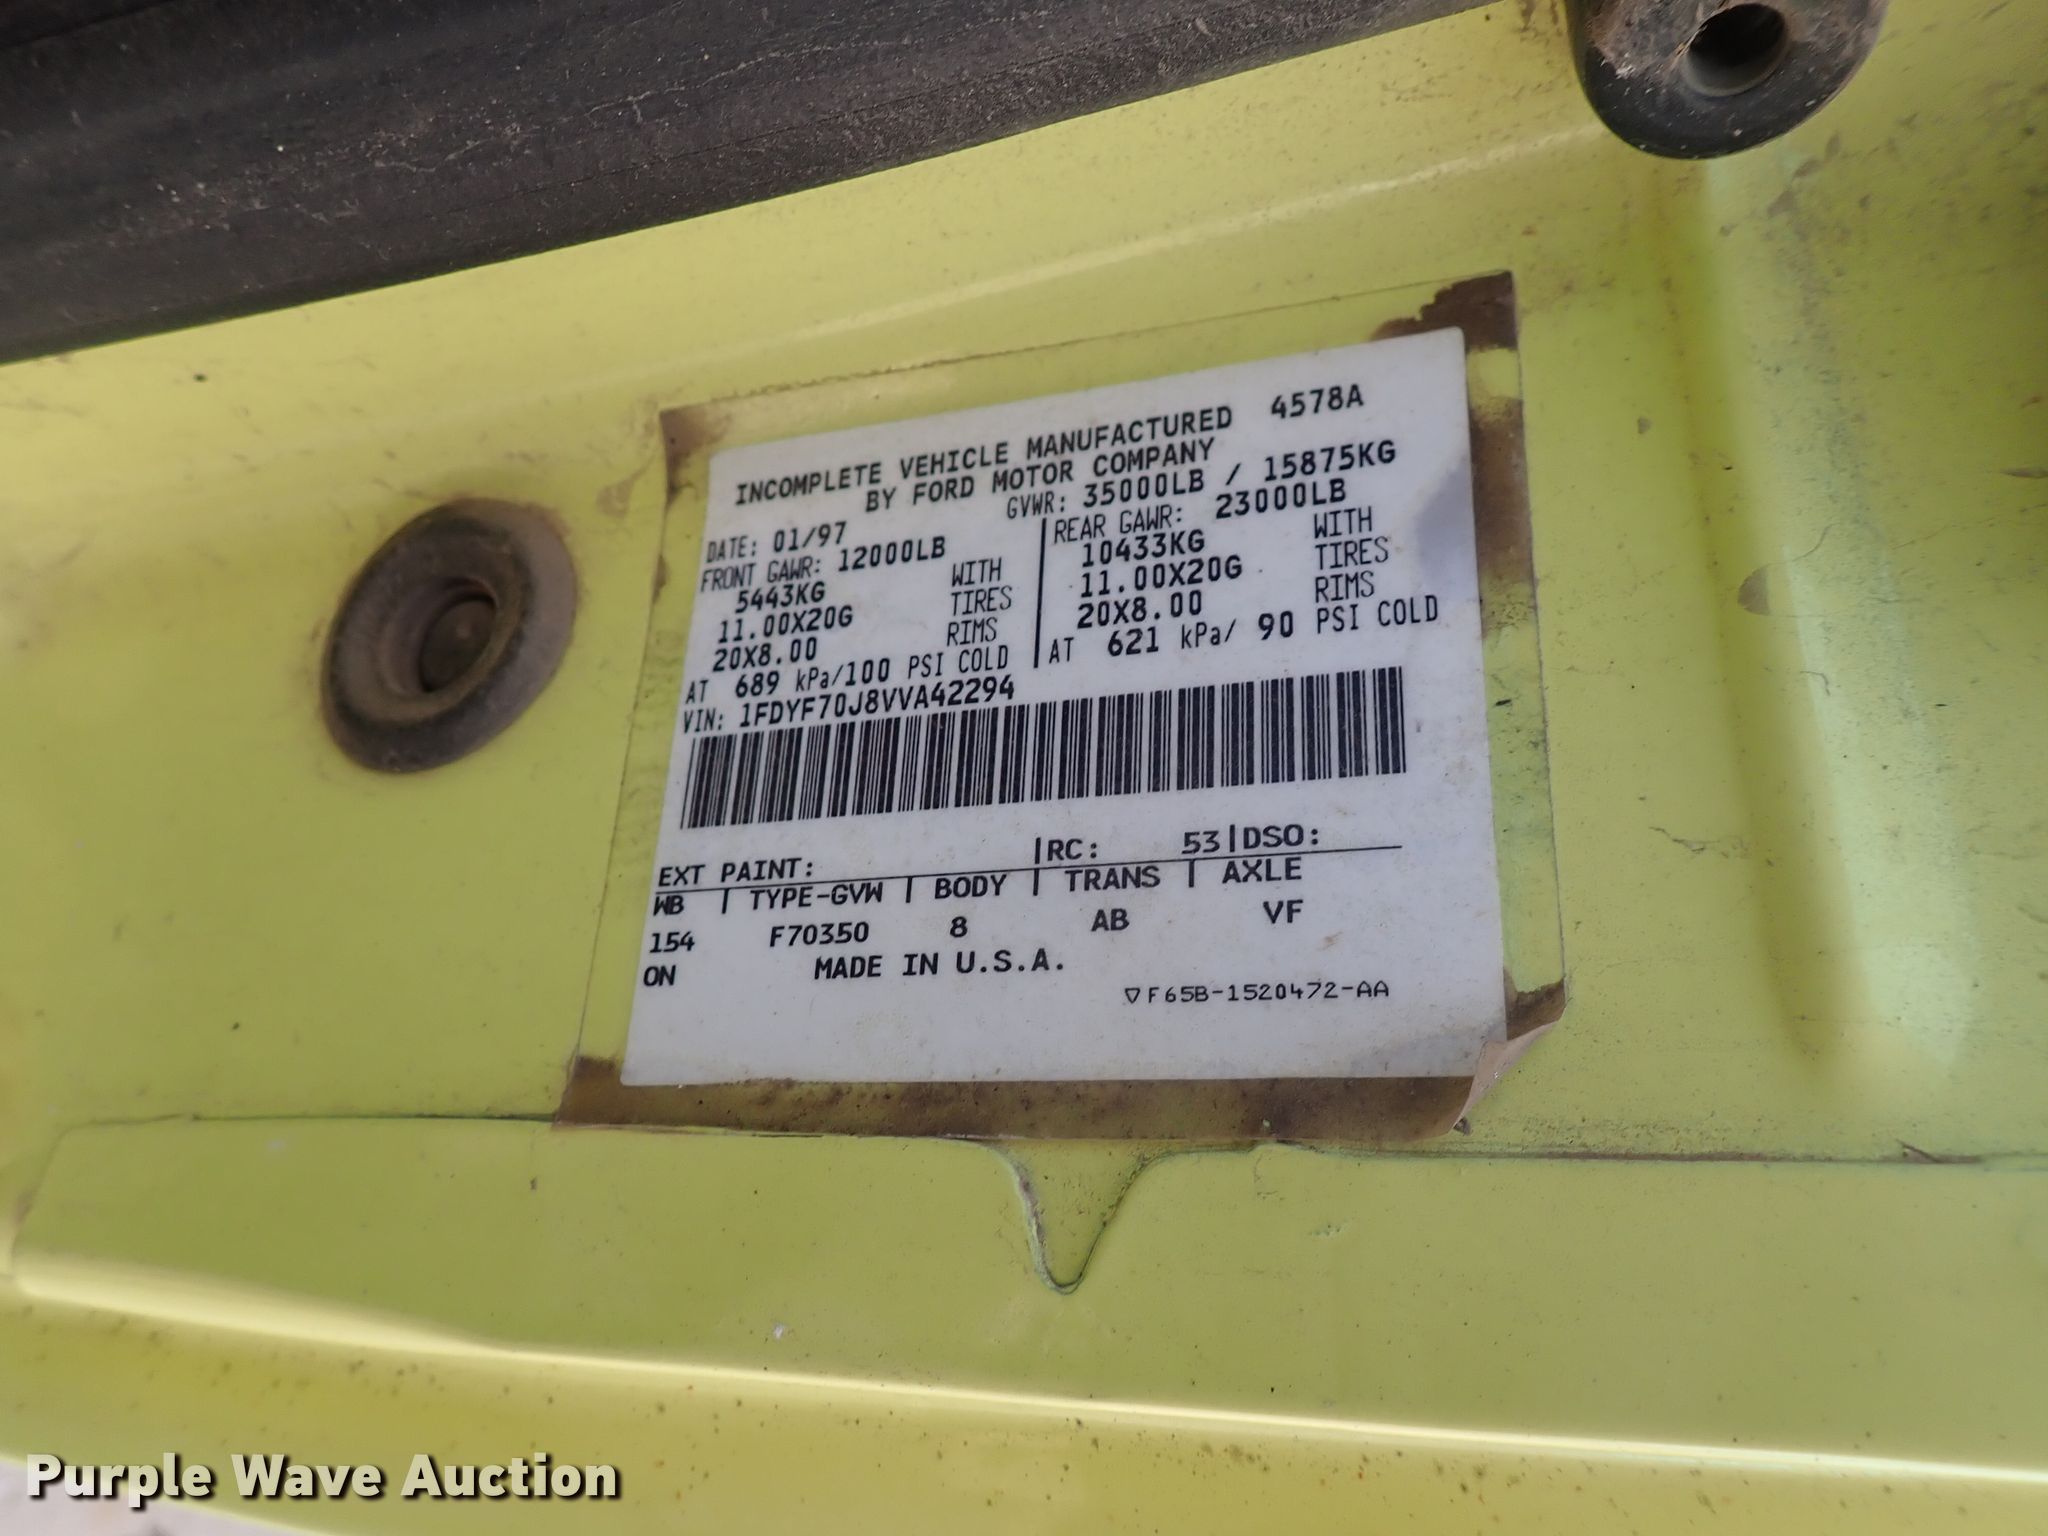 INCOMPLETE VEHICLE MANUFACTURED 4578A
BY FORD MOTOR COMPANY
DATE: 01/97 GVWR: 35000LB / 15875KG
FRONT GAWR: 12000LB
5443KG WITH
11.00X20G TIRES
20X8.00 RIMS
AT 689 kPa/100 PSI COLD
REAR GAWR: 23000LB
10433KG WITH
11.00X20G TIRES
20X8.00 RIMS
AT 621 kPa/ 90 PSI COLD
VIN: 1FDYF70J8VVA42294
EXT PAINT: |RC: 53|DSO:
WB | TYPE-GVW | BODY | TRANS | AXLE
154 F70350 8 AB VF
ON MADE IN U.S.A.
▽F65B-1520472-AA
Purple Wave Auction